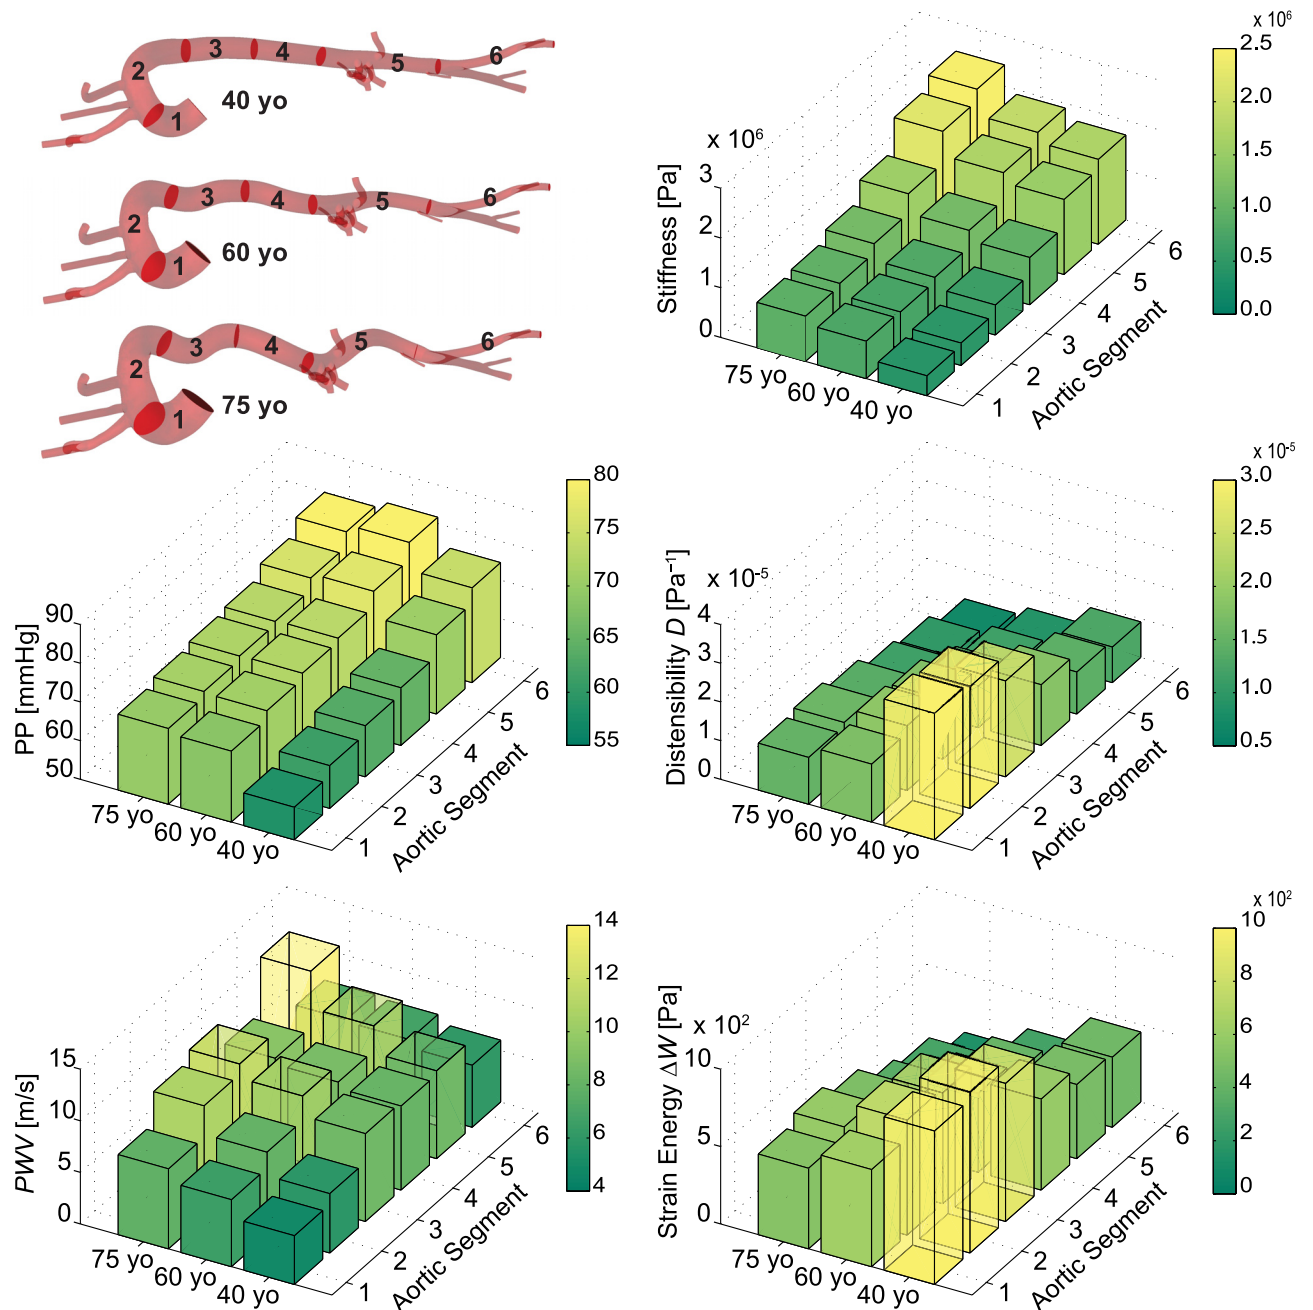 3 4 5 6
2
1
40 yo
3 4 5 6
2
1
60 yo
3 4 5 6
2
1
75 yo
x 10⁶
Stiffness [Pa]
3
2
1
0
75 yo
60 yo
40 yo
1
2
3
4
5
6
Aortic Segment
x 10⁶
2.5
2.0
1.5
1.0
0.5
0.0
PP [mmHg]
90
80
70
60
50
75 yo
60 yo
40 yo
1
2
3
4
5
6
Aortic Segment
80
75
70
65
60
55
x 10⁻⁵
Distensibility D [Pa⁻¹]
4
3
2
1
0
75 yo
60 yo
40 yo
1
2
3
4
5
6
Aortic Segment
x 10⁻⁵
3.0
2.5
2.0
1.5
1.0
0.5
PWV [m/s]
15
10
5
0
75 yo
60 yo
40 yo
1
2
3
4
5
6
Aortic Segment
14
12
10
8
6
4
x 10²
Strain Energy ΔW [Pa]
10
5
0
75 yo
60 yo
40 yo
1
2
3
4
5
6
Aortic Segment
x 10²
10
8
6
4
2
0